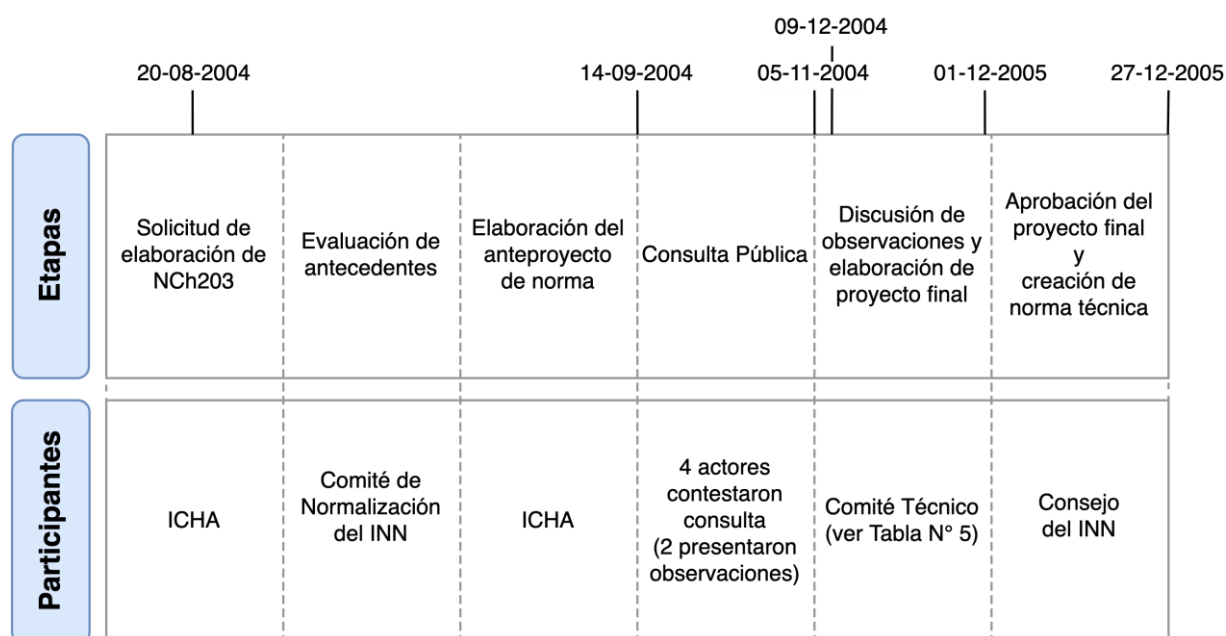 09-12-2004
20-08-2004
14-09-2004
05-11-2004
01-12-2005
27-12-2005
Etapas
Solicitud de
elaboración de
NCh203
Evaluación de
antecedentes
Elaboración del
anteproyecto
de norma
Consulta Pública
Discusión de
observaciones y
elaboración de
proyecto final
Aprobación del
proyecto final
y
creación de
norma técnica
Participantes
ICHA
Comité de
Normalización
del INN
ICHA
4 actores
contestaron
consulta
(2 presentaron
observaciones)
Comité Técnico
(ver Tabla N° 5)
Consejo
del INN